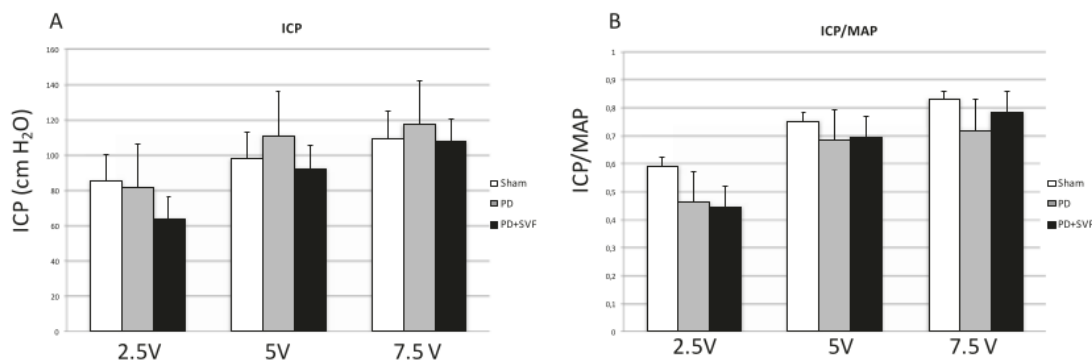 A
ICP
160
140
120
100
80
60
40
20
0
ICP (cm H₂O)
2.5V
5V
7.5 V
Sham
PD
PD+SVF
B
ICP/MAP
1
0,9
0,8
0,7
0,6
0,5
0,4
0,3
0,2
0,1
0
ICP/MAP
2.5V
5V
7.5 V
Sham
PD
PD+SVF